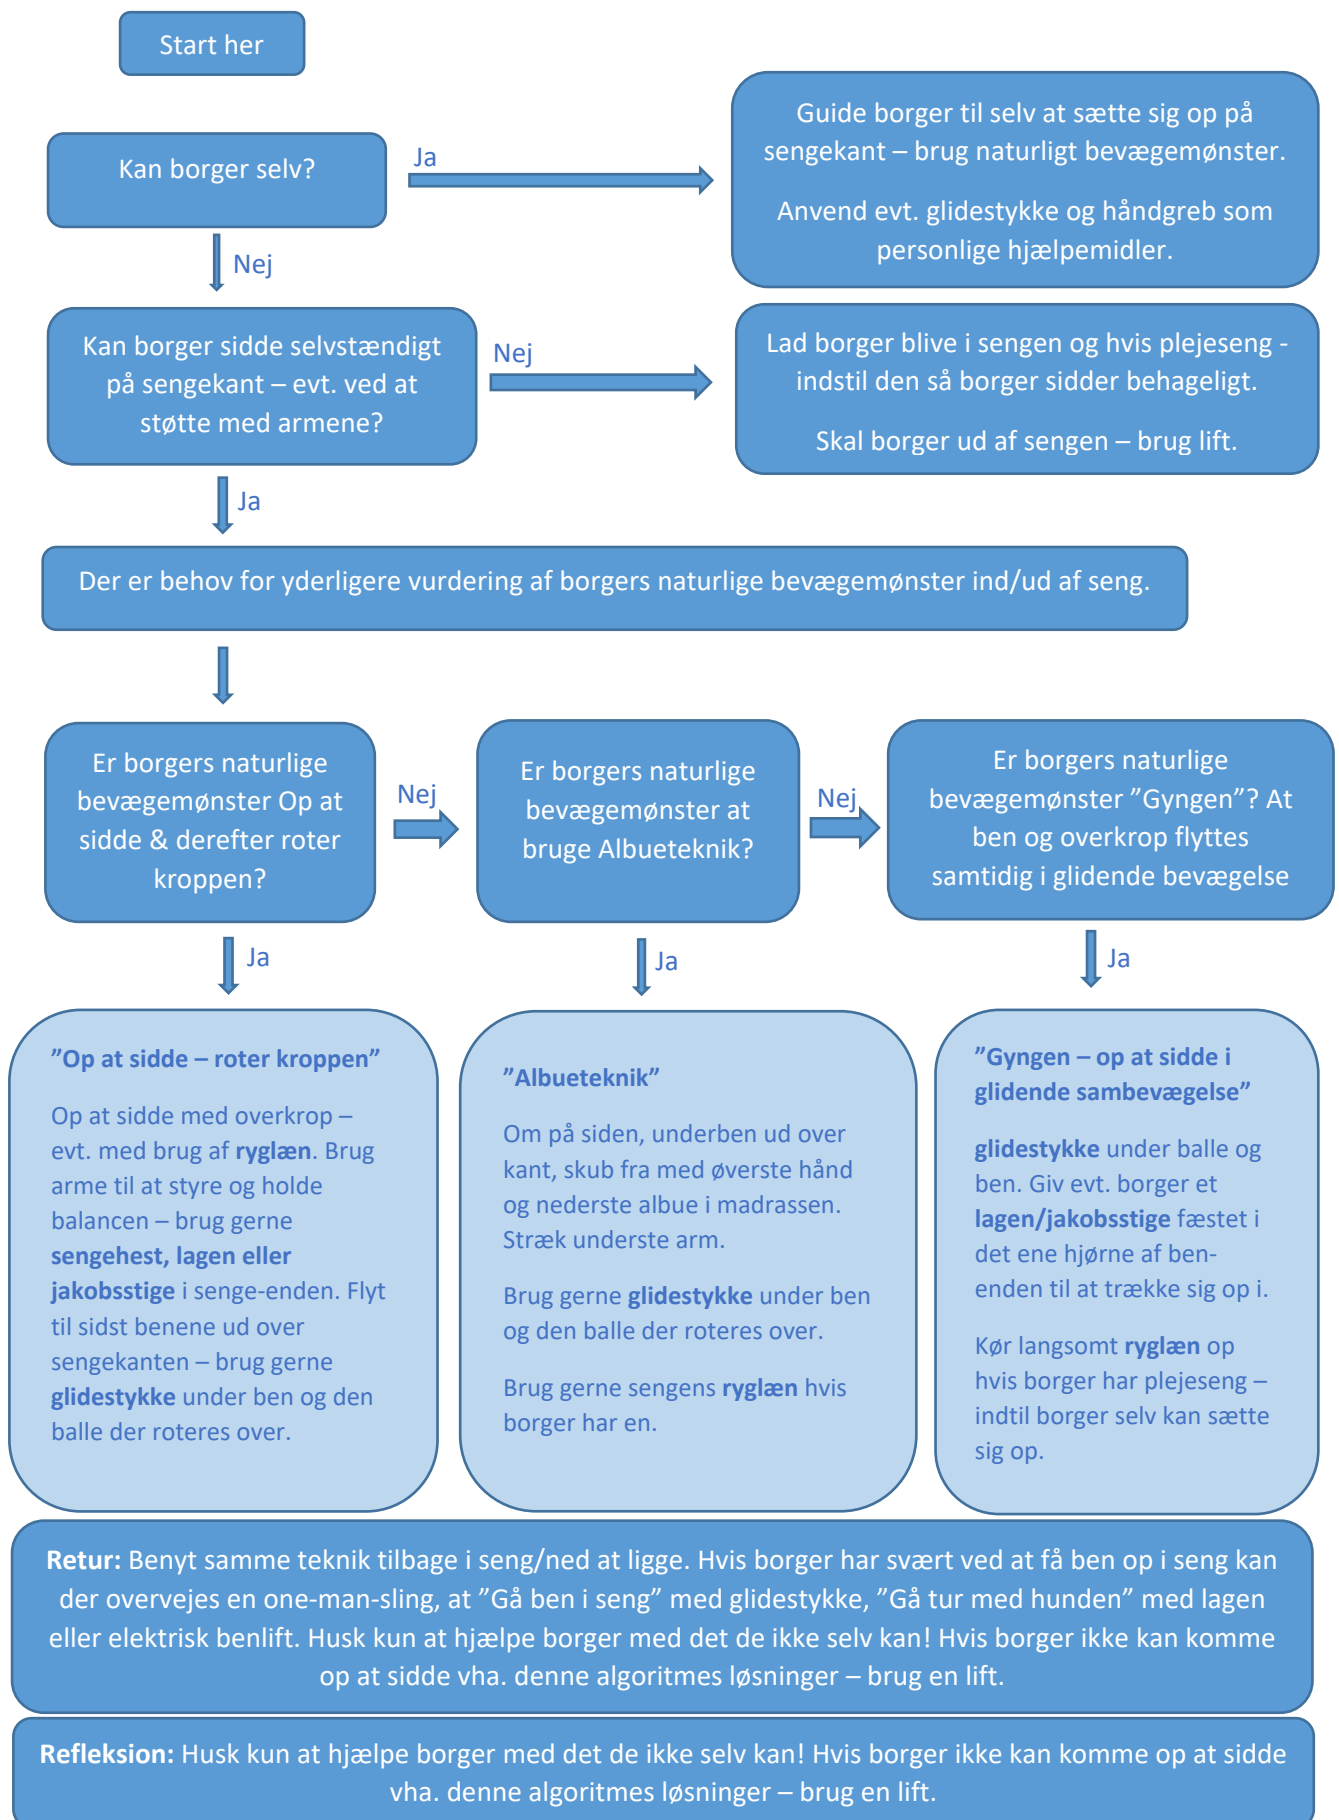 Start her
Kan borger selv?
Ja
Guide borger til selv at sætte sig op på
sengekant – brug naturligt bevægemønster.
Anvend evt. glidestykke og håndgreb som
personlige hjælpemidler.
Nej
Kan borger sidde selvstændigt
på sengekant – evt. ved at
støtte med armene?
Nej
Lad borger blive i sengen og hvis plejeseng -
indstil den så borger sidder behageligt.
Skal borger ud af sengen – brug lift.
Ja
Der er behov for yderligere vurdering af borgers naturlige bevægemønster ind/ud af seng.
Er borgers naturlige
bevægemønster Op at
sidde & derefter roter
kroppen?
Nej
Er borgers naturlige
bevægemønster at
bruge Albueteknik?
Nej
Er borgers naturlige
bevægemønster ”Gyngen”? At
ben og overkrop flyttes
samtidig i glidende bevægelse
Ja
Ja
Ja
”Op at sidde – roter kroppen”
Op at sidde med overkrop –
evt. med brug af ryglæn. Brug
arme til at styre og holde
balancen – brug gerne
sengehest, lagen eller
jakobsstige i senge-enden. Flyt
til sidst benene ud over
sengekanten – brug gerne
glidestykke under ben og den
balle der roteres over.
”Albueteknik”
Om på siden, underben ud over
kant, skub fra med øverste hånd
og nederste albue i madrassen.
Stræk underste arm.
Brug gerne glidestykke under ben
og den balle der roteres over.
Brug gerne sengens ryglæn hvis
borger har en.
”Gyngen – op at sidde i
glidende sambevægelse”
glidestykke under balle og
ben. Giv evt. borger et
lagen/jakobsstige fæstet i
det ene hjørne af ben-
enden til at trække sig op i.
Kør langsomt ryglæn op
hvis borger har plejeseng –
indtil borger selv kan sætte
sig op.
Retur: Benyt samme teknik tilbage i seng/ned at ligge. Hvis borger har svært ved at få ben op i seng kan
der overvejes en one-man-sling, at ”Gå ben i seng” med glidestykke, ”Gå tur med hunden” med lagen
eller elektrisk benlift. Husk kun at hjælpe borger med det de ikke selv kan! Hvis borger ikke kan komme
op at sidde vha. denne algoritmes løsninger – brug en lift.
Refleksion: Husk kun at hjælpe borger med det de ikke selv kan! Hvis borger ikke kan komme op at sidde
vha. denne algoritmes løsninger – brug en lift.